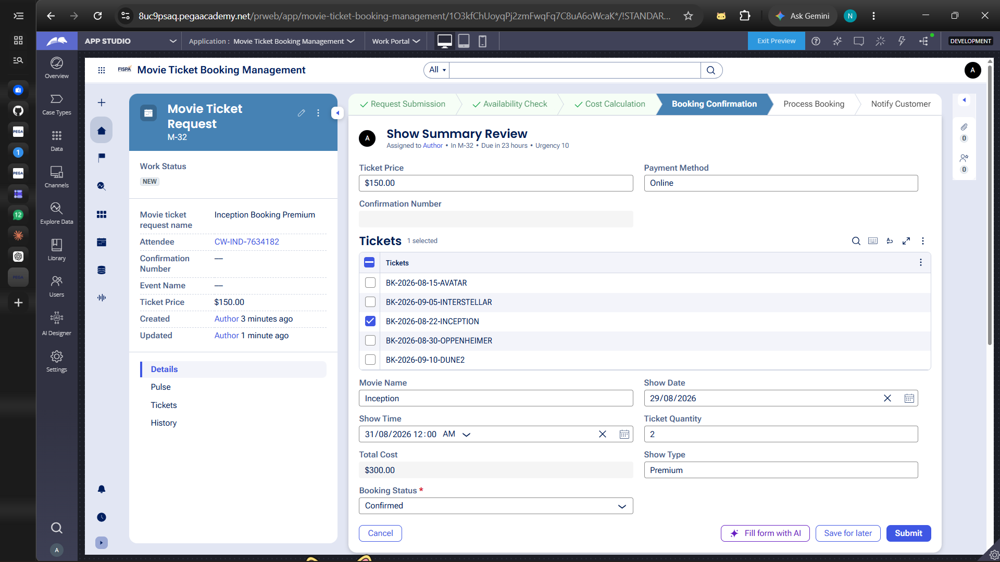 8uc9psaq.pegaacademy.net/prweb/app/movie-ticket-booking-management/1O3kfChUoyqPj2zmFwqFq7C8uA6oWcaK*/!STANDAR...
Ask Gemini
N
APP STUDIO
Application : Movie Ticket Booking Management
Work Portal
Exit Preview
DEVELOPMENT
Overview
Case Types
Data
Channels
Explore Data
Library
Users
AI Designer
Settings
A
PEGA
1
PEGA
12
PEGA
FISPA
Movie Ticket Booking Management
All
A
Movie Ticket
Request
M-32
Work Status
NEW
Movie ticket
request name
Inception Booking Premium
Attendee
CW-IND-7634182
Confirmation
Number
—
Event Name
—
Ticket Price
$150.00
Created
Author 3 minutes ago
Updated
Author 1 minute ago
Details
Pulse
Tickets
History
Request Submission
Availability Check
Cost Calculation
Booking Confirmation
Process Booking
Notify Customer
A
Show Summary Review
Assigned to Author • In M-32 • Due in 23 hours • Urgency 10
0
0
Ticket Price
$150.00
Payment Method
Online
Confirmation Number
Tickets 1 selected
Tickets
BK-2026-08-15-AVATAR
BK-2026-09-05-INTERSTELLAR
BK-2026-08-22-INCEPTION
BK-2026-08-30-OPPENHEIMER
BK-2026-09-10-DUNE2
Movie Name
Inception
Show Date
29/08/2026
Show Time
31/08/2026 12:00 AM
Ticket Quantity
2
Total Cost
$300.00
Show Type
Premium
Booking Status *
Confirmed
Cancel
Fill form with AI
Save for later
Submit